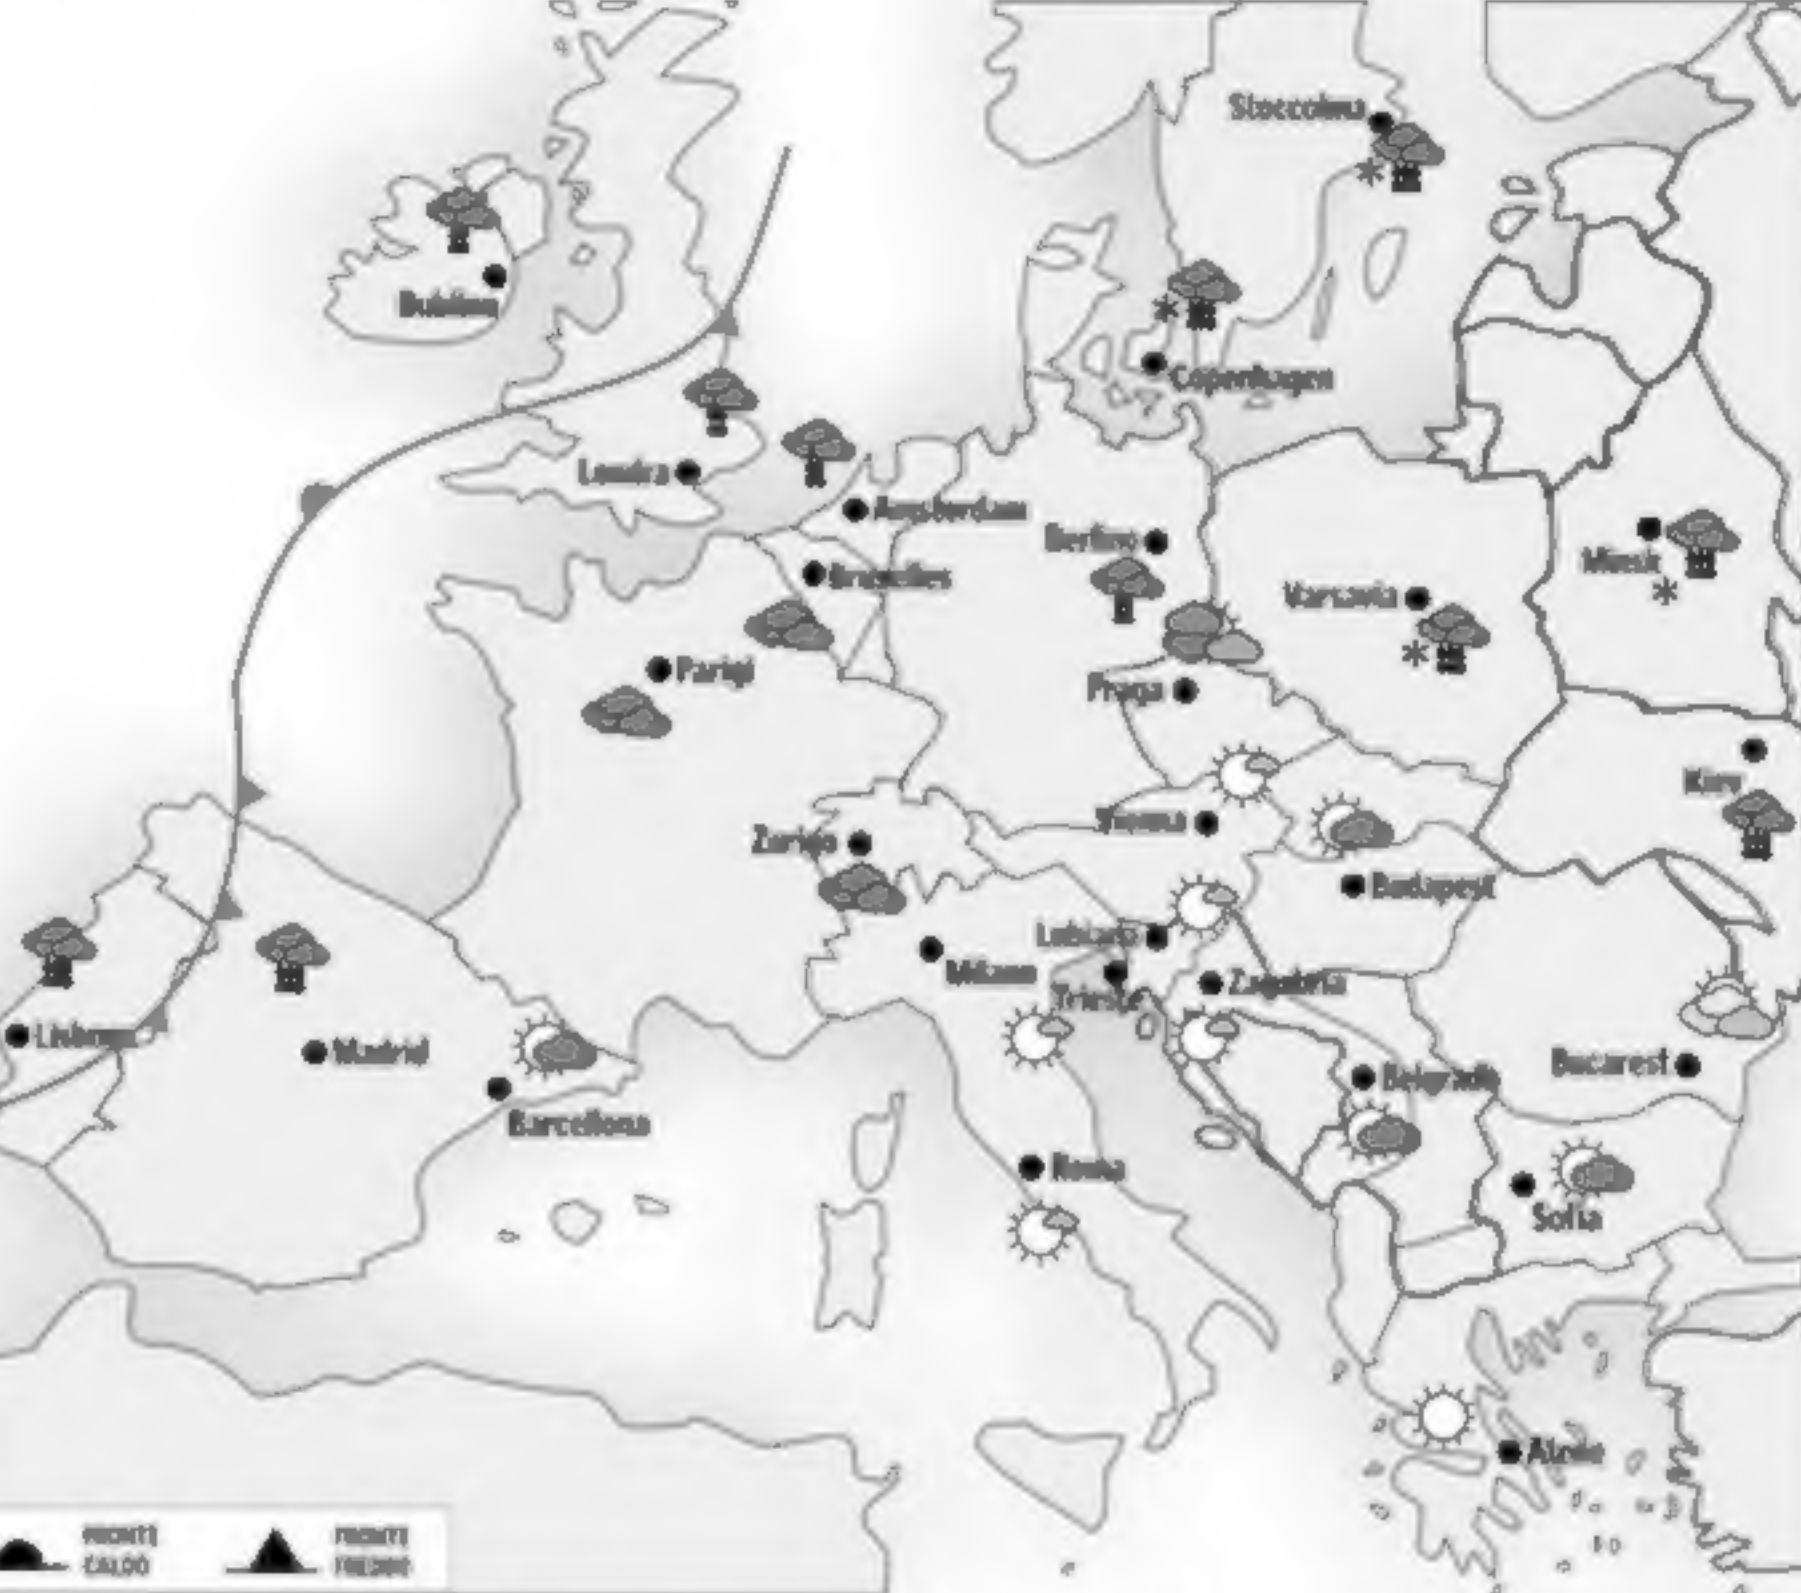 Stoccolma
Dublino
Copenhagen
Londra
Amsterdam
Berlino
Bruxelles
Minsk
Varsavia
Parigi
Praga
Kiev
Vienna
Zurigo
Budapest
Lubiana
Milano
Zagabria
Trieste
Lisbona
Madrid
Bucarest
Belgrado
Barcellona
Roma
Sofia
Atene
FRONTE
CALDO
FRONTE
FREDDO